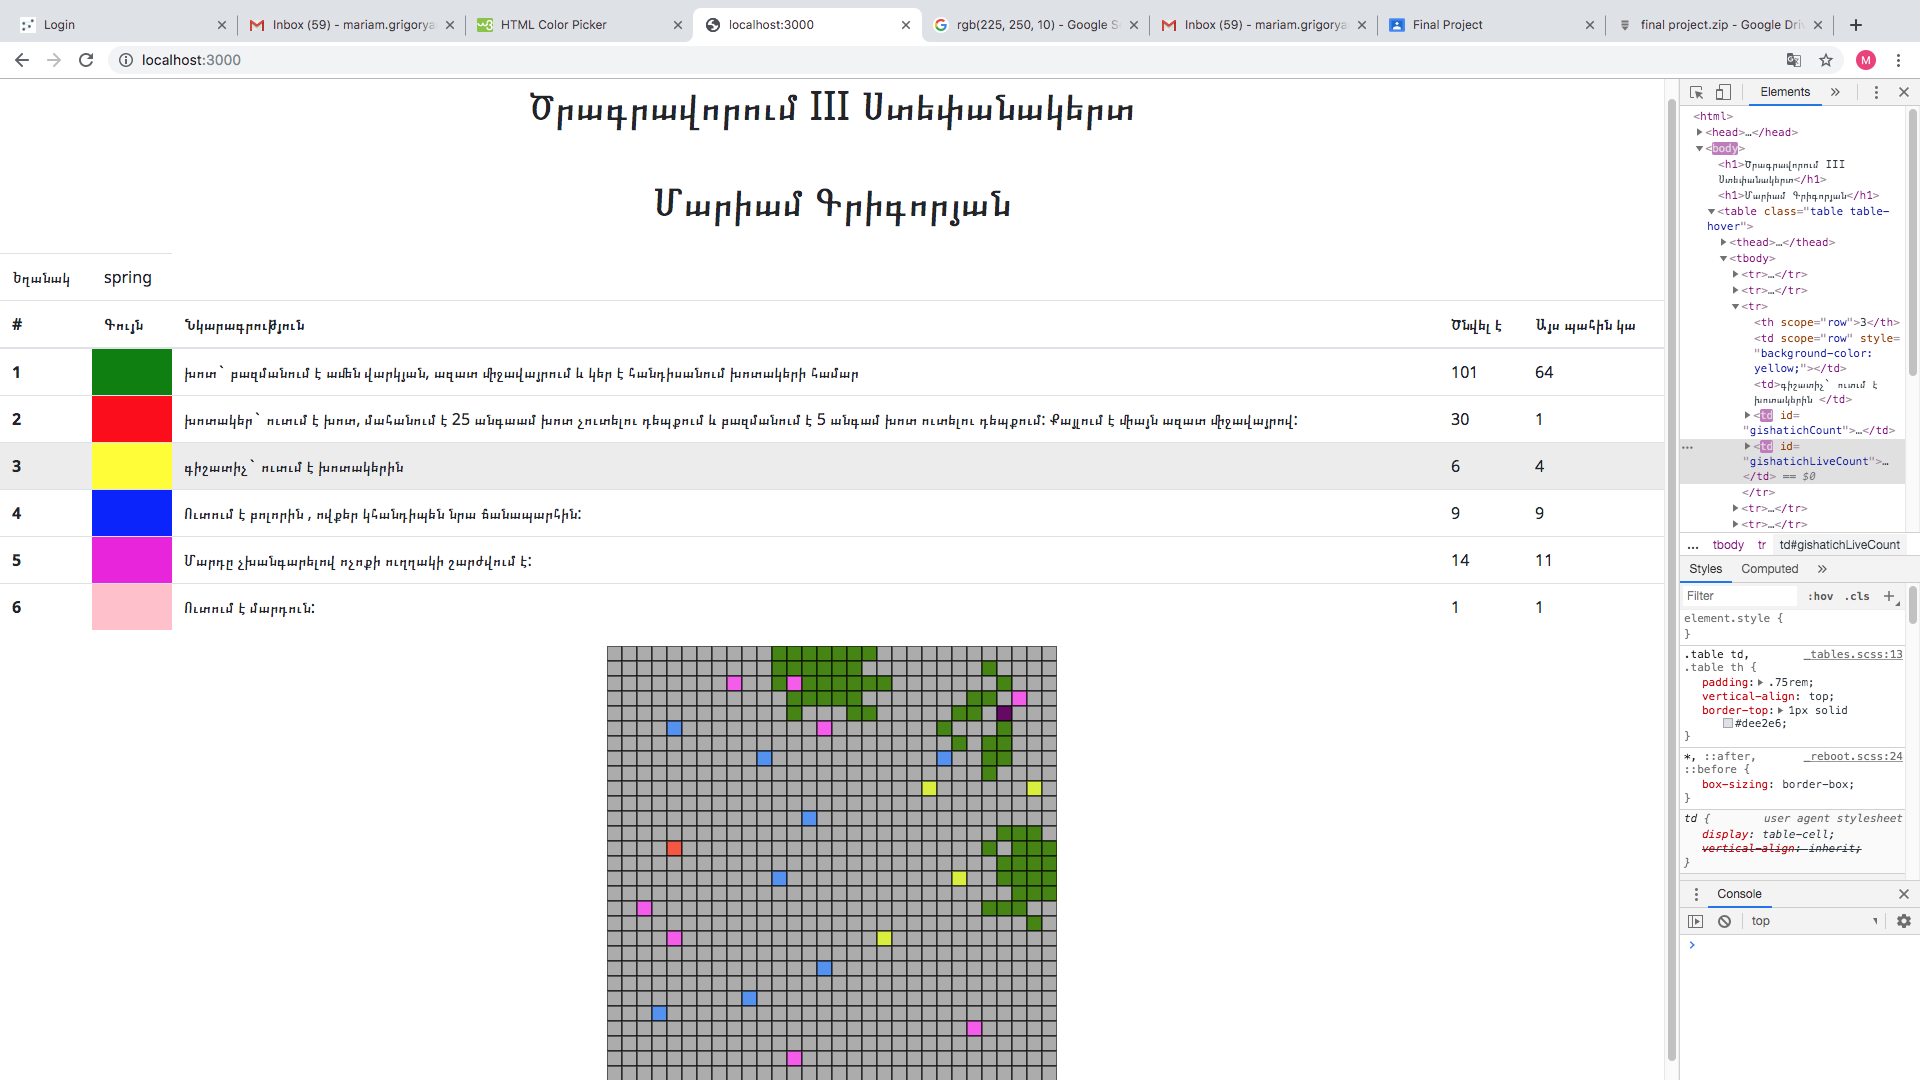 Login
Inbox (59) - mariam.grigorya
HTML Color Picker
localhost:3000
rgb(225, 250, 10) - Google S
Inbox (59) - mariam.grigorya
Final Project
final project.zip - Google Dri
localhost:3000
M
Ծրագրավորում III Ստեփանակերտ
Մարիամ Գրիգորյան
Եղանակ spring
# Գույն Նկարագրություն Ծնվել է Այս պահին կա
1 խոտ` բազմանում է ամեն վարկյան, ազատ միջավայրում և կեր է հանդիսանում խոտակերի համար 101 64
2 խոտակեր` ուտում է խոտ, մահանում է 25 անգաամ խոտ չուտելու դեպքում և բազմանում է 5 անգամ խոտ ուտելու դեպքում: Քայլում է միայն ազատ միջավայրով: 30 1
3 գիշատիչ` ուտում է խոտակերին 6 4
4 Ուտում է բոլորին , ովքեր կհանդիպեն նրա ճանապարհին: 9 9
5 Մարդը չխանգարելով ոչոքի ուղղակի շարժվում է: 14 11
6 Ուտում է մարդուն: 1 1
Elements
<html>
<head>…</head>
<body>
<h1>Ծրագրավորում III
Ստեփանակերտ</h1>
<h1>Մարիամ Գրիգորյան</h1>
<table class="table table-
hover">
<thead>…</thead>
<tbody>
<tr>…</tr>
<tr>…</tr>
<tr>
<th scope="row">3</th>
<td scope="row" style=
"background-color:
yellow;"></td>
<td>գիշատիչ` ուտում է
խոտակերին </td>
<td id=
"gishatichCount">…</td>
<td id=
"gishatichLiveCount">…
</td> == $0
</tr>
<tr>…</tr>
<tr>…</tr>
... tbody tr td#gishatichLiveCount
Styles Computed
Filter :hov .cls
element.style {
}
.table td, _tables.scss:13
.table th {
padding: .75rem;
vertical-align: top;
border-top: 1px solid
#dee2e6;
}
*, ::after, _reboot.scss:24
::before {
box-sizing: border-box;
}
td { user agent stylesheet
display: table-cell;
vertical-align: inherit;
}
Console
top